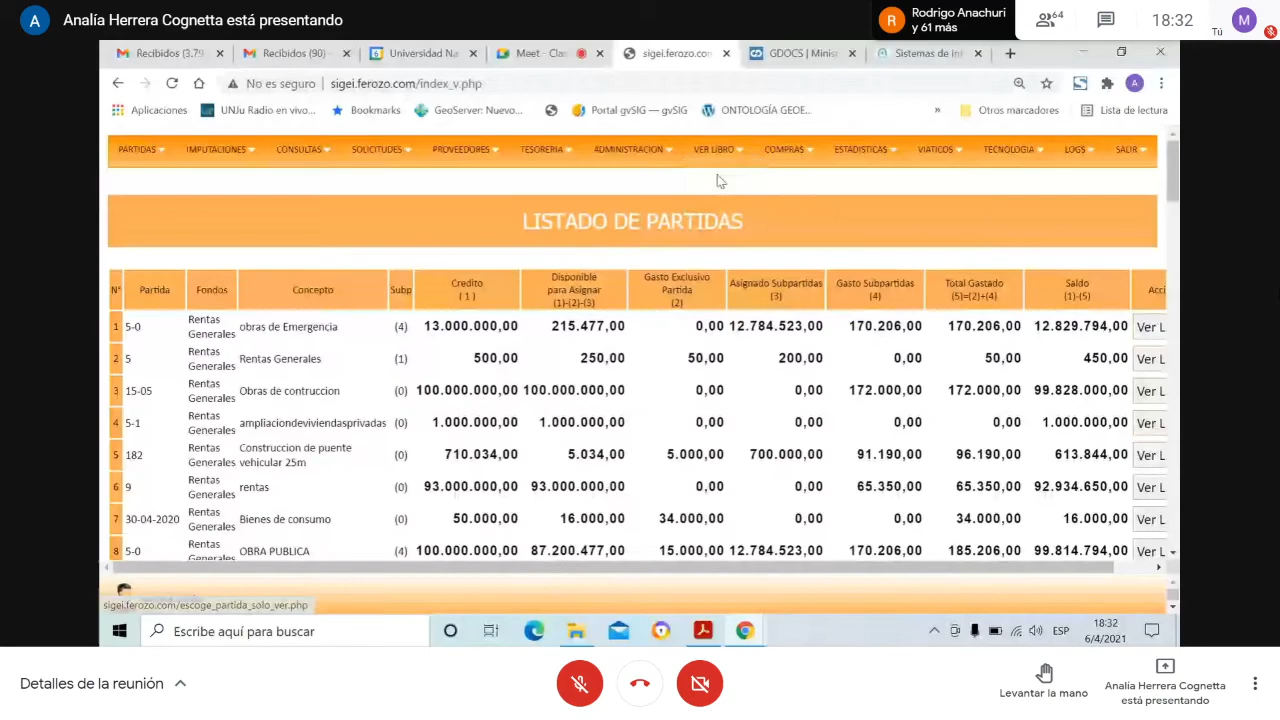 A Analía Herrera Cognetta está presentando
R Rodrigo Anachuri y 61 más
64
18:32
Tú
M
Recibidos (3.79
Recibidos (90) -
Universidad Na
Meet - Clas
sigei.ferozo.com
GDOCS | Minis
Sistemas de in
No es seguro | sigei.ferozo.com/index_v.php
A
Aplicaciones
UNJu Radio en vivo...
Bookmarks
GeoServer: Nuevo...
Portal gvSIG — gvSIG
ONTOLOGÍA GEOE...
»
Otros marcadores
Lista de lectura
PARTIDAS IMPUTACIONES CONSULTAS SOLICITUDES PROVEEDORES TESORERIA ADMINISTRACION VER LIBRO COMPRAS ESTADISTICAS VIATICOS TECNOLOGIA LOGS SALIR
LISTADO DE PARTIDAS
N° Partida Fondos Concepto Subp Credito (1) Disponible para Asignar (1)-(2)-(3) Gasto Exclusivo Partida (2) Asignado Subpartidas (3) Gasto Subpartidas (4) Total Gastado (5)=(2)+(4) Saldo (1)-(5) Acci
1 5-0 Rentas Generales obras de Emergencia (4) 13.000.000,00 215.477,00 0,00 12.784.523,00 170.206,00 170.206,00 12.829.794,00 Ver L
2 5 Rentas Generales Rentas Generales (1) 500,00 250,00 50,00 200,00 0,00 50,00 450,00 Ver L
3 15-05 Rentas Generales Obras de contruccion (0) 100.000.000,00 100.000.000,00 0,00 0,00 172.000,00 172.000,00 99.828.000,00 Ver L
4 5-1 Rentas Generales ampliaciondeviviendasprivadas (0) 1.000.000,00 1.000.000,00 0,00 0,00 0,00 0,00 1.000.000,00 Ver L
5 182 Rentas Generales Construccion de puente vehicular 25m (0) 710.034,00 5.034,00 5.000,00 700.000,00 91.190,00 96.190,00 613.844,00 Ver L
6 9 Rentas Generales rentas (0) 93.000.000,00 93.000.000,00 0,00 0,00 65.350,00 65.350,00 92.934.650,00 Ver L
7 30-04-2020 Rentas Generales Bienes de consumo (0) 50.000,00 16.000,00 34.000,00 0,00 0,00 34.000,00 16.000,00 Ver L
8 5-0 Rentas Generales OBRA PUBLICA (4) 100.000.000,00 87.200.477,00 15.000,00 12.784.523,00 170.206,00 185.206,00 99.814.794,00 Ver L
sigei.ferozo.com/escoge_partida_solo_ver.php
Escribe aquí para buscar
ESP
18:32
6/4/2021
Detalles de la reunión
Levantar la mano
Analía Herrera Cognetta
está presentando